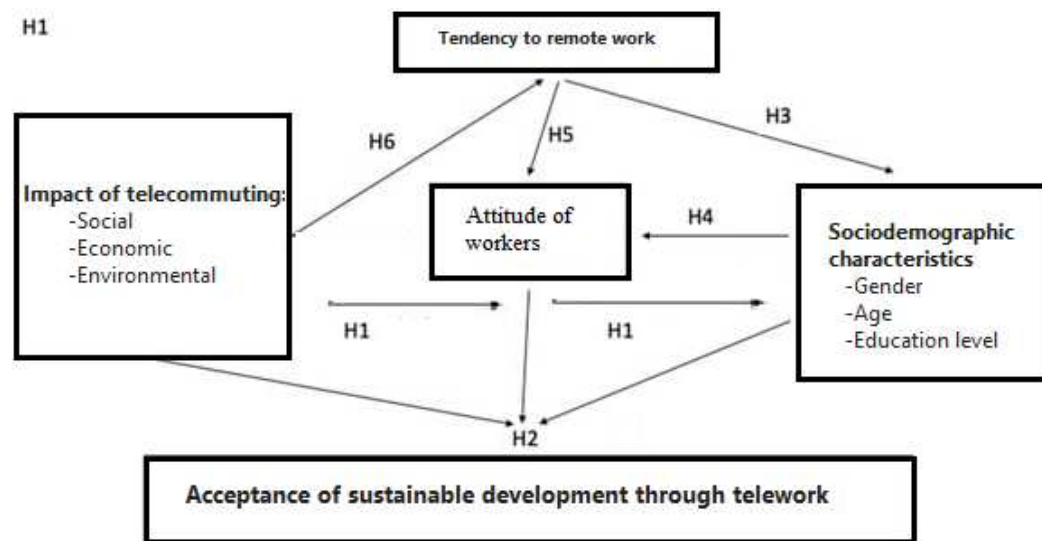 H1
Tendency to remote work
H3
H6
H5
Impact of telecommuting:
-Social
-Economic
-Environmental
Attitude of
workers
H4
Sociodemographic
characteristics
-Gender
-Age
-Education level
H1
H1
H2
Acceptance of sustainable development through telework